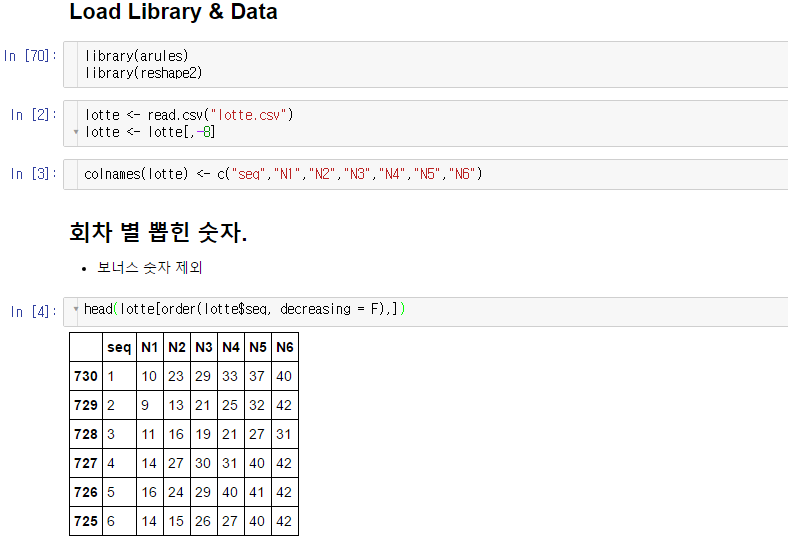 Load Library & Data
In [70]: library(arules)
library(reshape2)
In [2]: lotte <- read.csv("lotte.csv")
lotte <- lotte[,-8]
In [3]: colnames(lotte) <- c("seq","N1","N2","N3","N4","N5","N6")
회차 별 뽑힌 숫자.
• 보너스 숫자 제외
In [4]: head(lotte[order(lotte$seq, decreasing = F),])
seq N1 N2 N3 N4 N5 N6
730 1 10 23 29 33 37 40
729 2 9 13 21 25 32 42
728 3 11 16 19 21 27 31
727 4 14 27 30 31 40 42
726 5 16 24 29 40 41 42
725 6 14 15 26 27 40 42